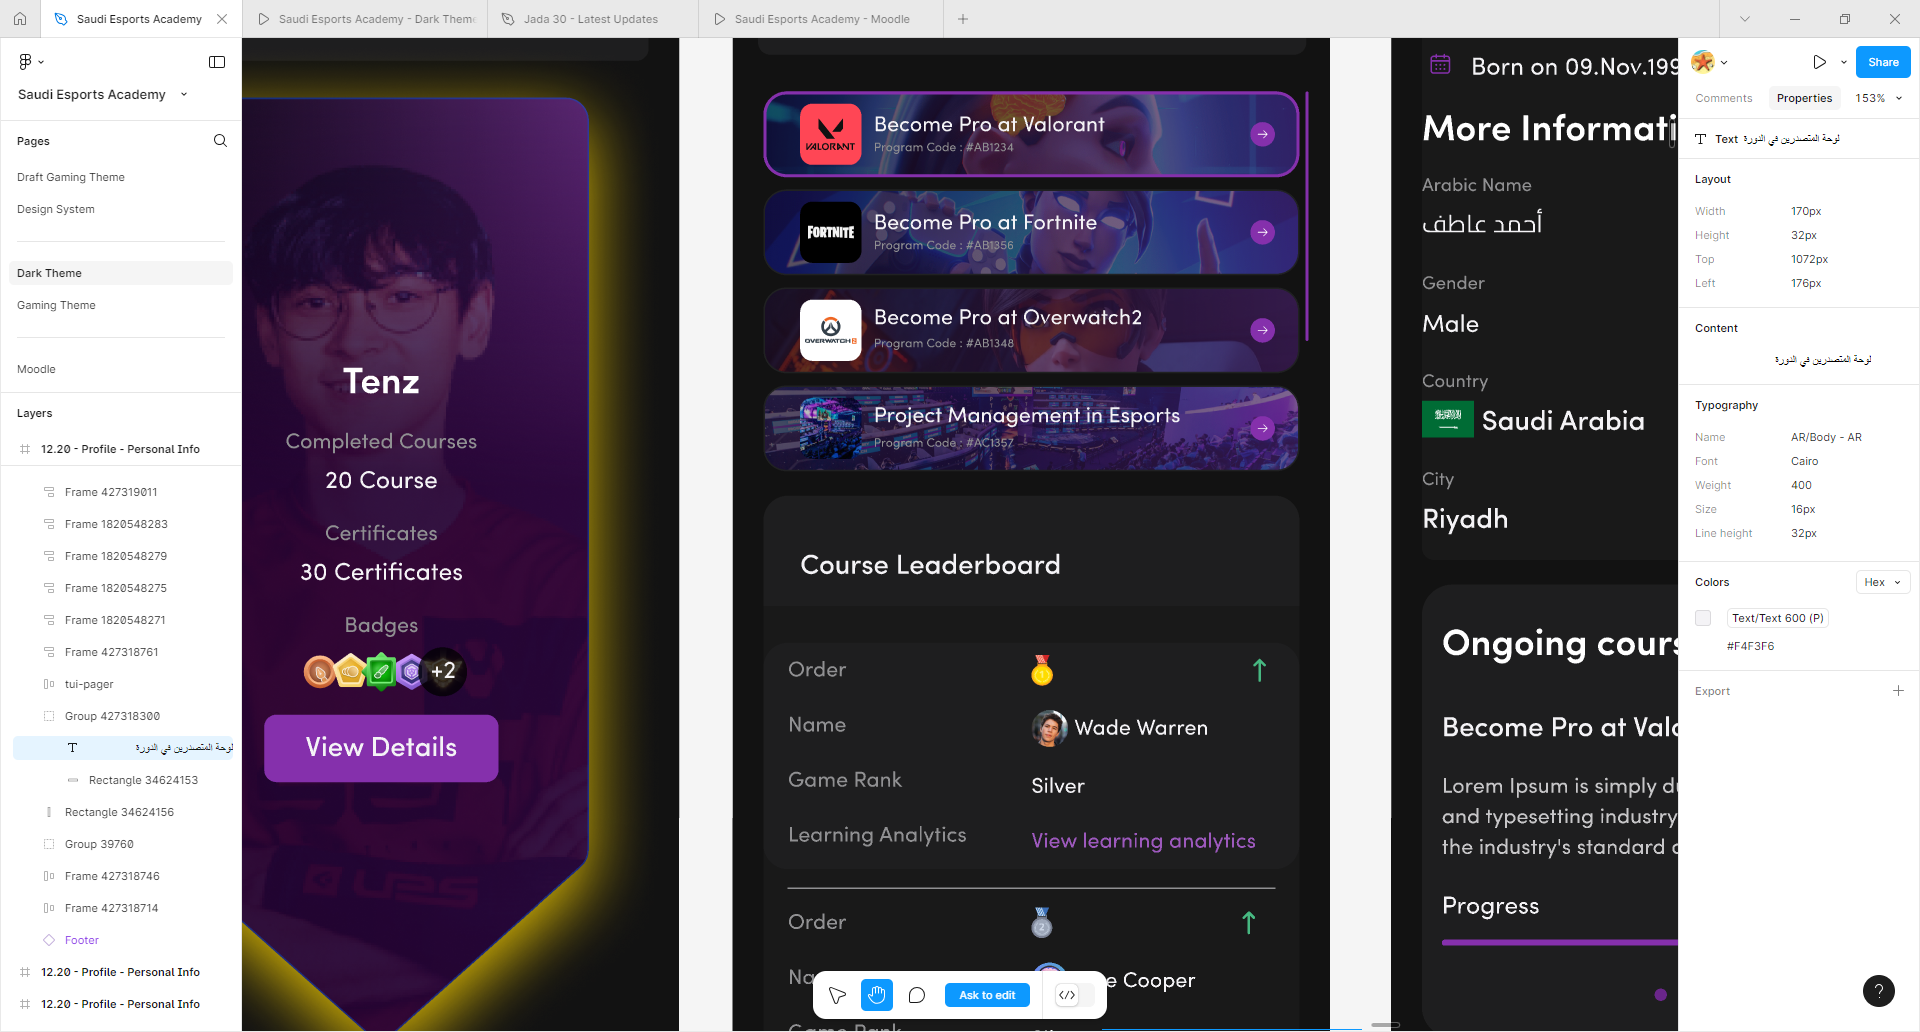 Saudi Esports Academy
Saudi Esports Academy - Dark Theme
Jada 30 - Latest Updates
Saudi Esports Academy - Moodle
Saudi Esports Academy
Pages
Draft Gaming Theme
Design System
Dark Theme
Gaming Theme
Moodle
Layers
12.20 - Profile - Personal Info
Frame 427319011
Frame 1820548283
Frame 1820548279
Frame 1820548275
Frame 1820548271
Frame 427318761
tui-pager
Group 427318300
لوحة المتصدرين في الدورة
Rectangle 34624153
Rectangle 34624156
Group 39760
Frame 427318746
Frame 427318714
Footer
12.20 - Profile - Personal Info
12.20 - Profile - Personal Info
Tenz
Completed Courses
20 Course
Certificates
30 Certificates
Badges
+2
View Details
VALORANT
Become Pro at Valorant
Program Code : #AB1234
FORTNITE
Become Pro at Fortnite
Program Code : #AB1356
OVERWATCH 2
Become Pro at Overwatch2
Program Code : #AB1348
Project Management in Esports
Program Code : #AC1357
Course Leaderboard
Order
1
Name
Wade Warren
Game Rank
Silver
Learning Analytics
View learning analytics
Order
2
Na
e Cooper
Game Rank
Ask to edit
</>
Born on 09.Nov.199
More Informati
Arabic Name
أحمد عاطف
Gender
Male
Country
Saudi Arabia
City
Riyadh
Ongoing cours
Become Pro at Valo
Lorem Ipsum is simply du
and typesetting industry
the industry's standard d
Progress
Share
Comments
Properties
153%
Text لوحة المتصدرين في الدورة
Layout
Width 170px
Height 32px
Top 1072px
Left 176px
Content
لوحة المتصدرين في الدورة
Typography
Name AR/Body - AR
Font Cairo
Weight 400
Size 16px
Line height 32px
Colors
Hex
Text/Text 600 (P)
#F4F3F6
Export
?